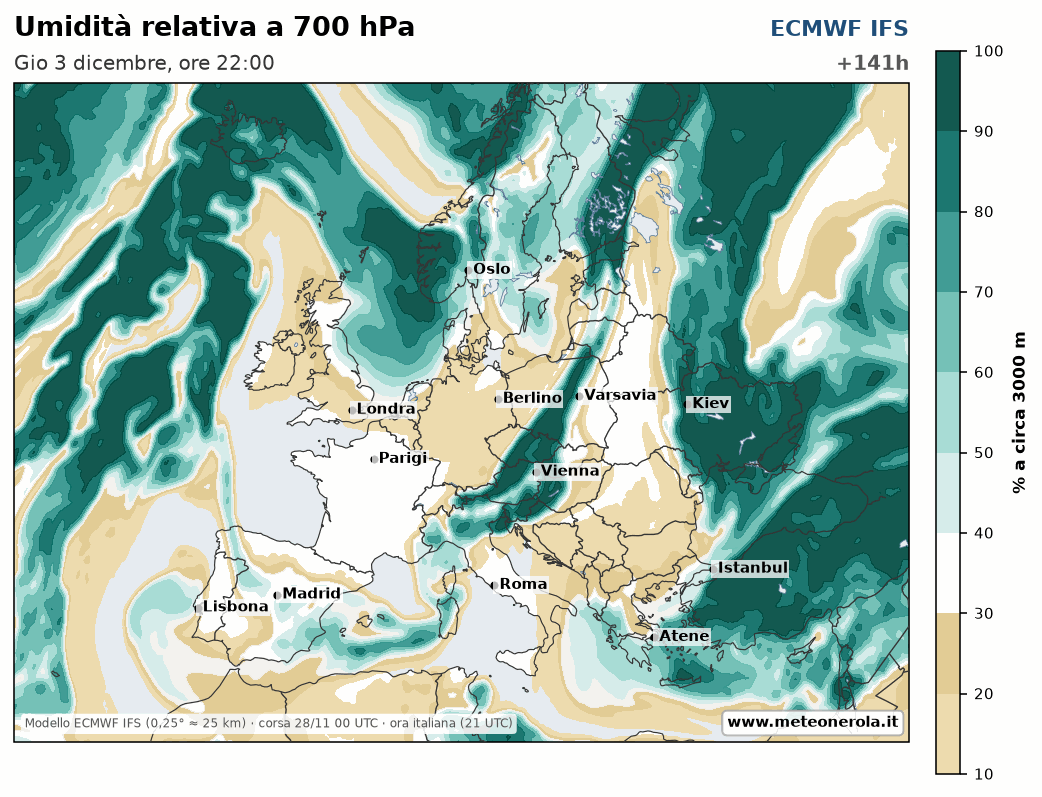 Umidità relativa a 700 hPa
ECMWF IFS
Gio 3 dicembre, ore 22:00
+141h
100
90
80
70
60
50
40
30
20
10
% a circa 3000 m
Oslo
Berlino
Varsavia
Kiev
Londra
Parigi
Vienna
Istanbul
Roma
Madrid
Lisbona
Atene
Modello ECMWF IFS (0,25° ≈ 25 km) · corsa 28/11 00 UTC · ora italiana (21 UTC)
www.meteonerola.it